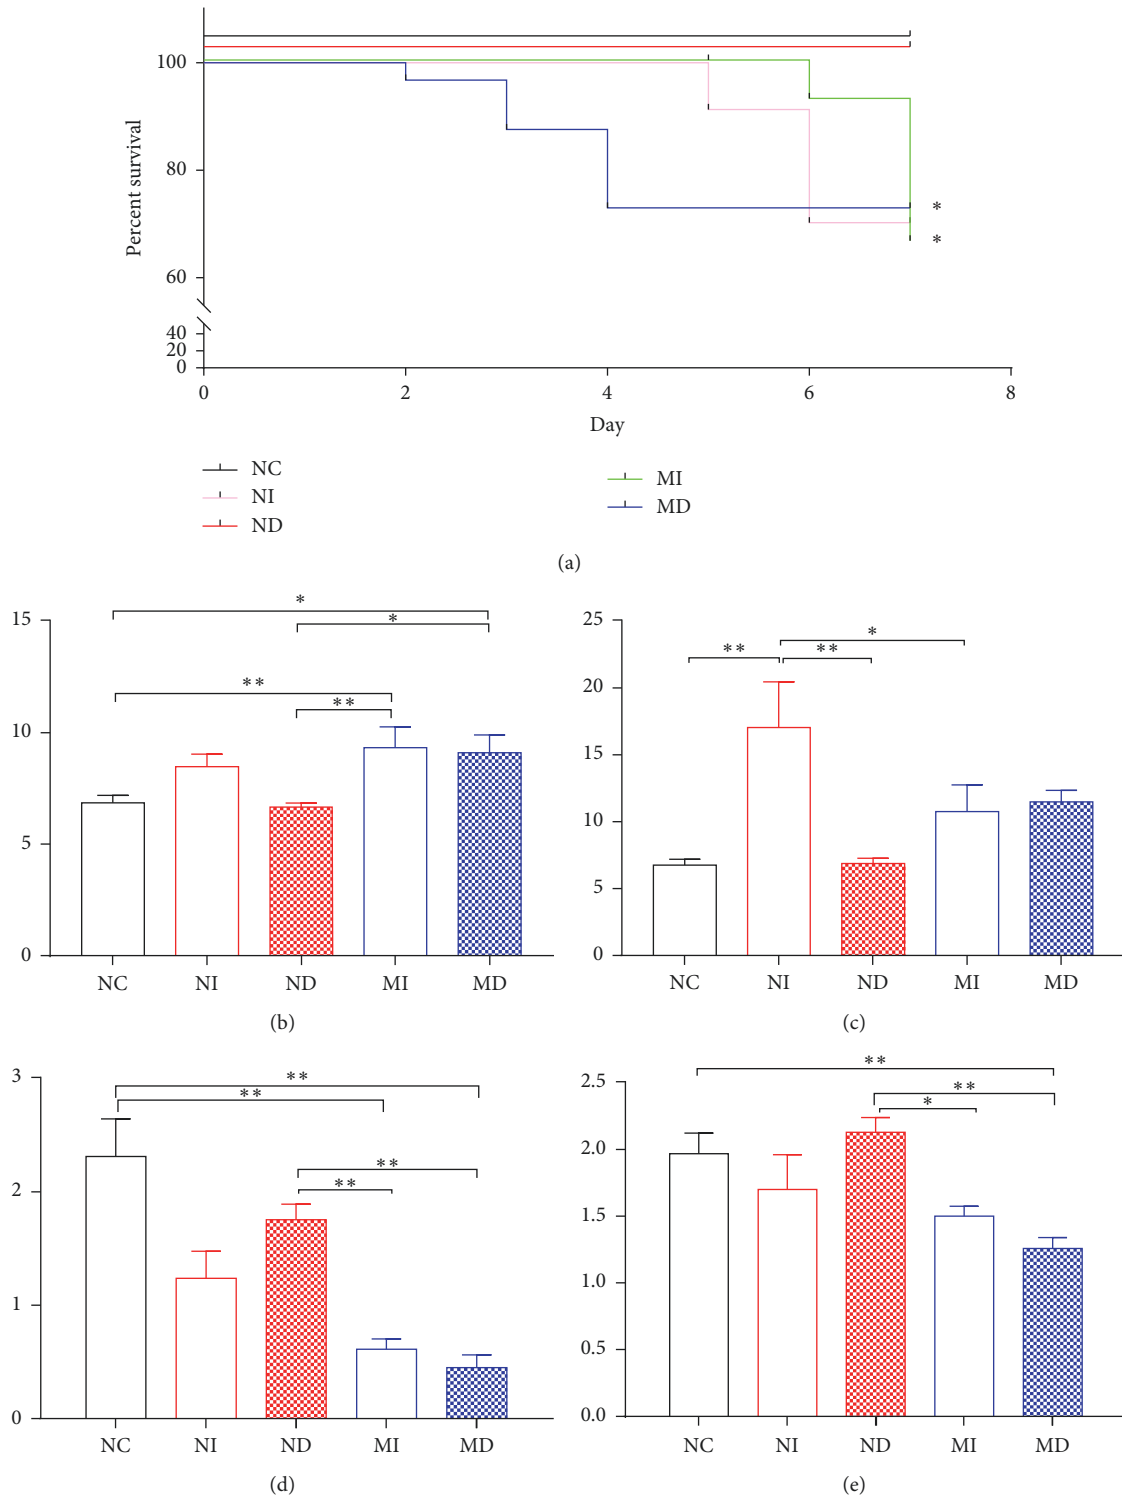 100
80
60
40
20
0
Percent survival
*
*
0 2 4 6 8
Day
NC
NI
ND
MI
MD
(a)
15
10
5
0
*
*
**
**
NC NI ND MI MD
(b)
25
20
15
10
5
0
*
** **
NC NI ND MI MD
(c)
3
2
1
0
**
**
**
**
NC NI ND MI MD
(d)
2.5
2.0
1.5
1.0
0.5
0.0
**
**
*
NC NI ND MI MD
(e)